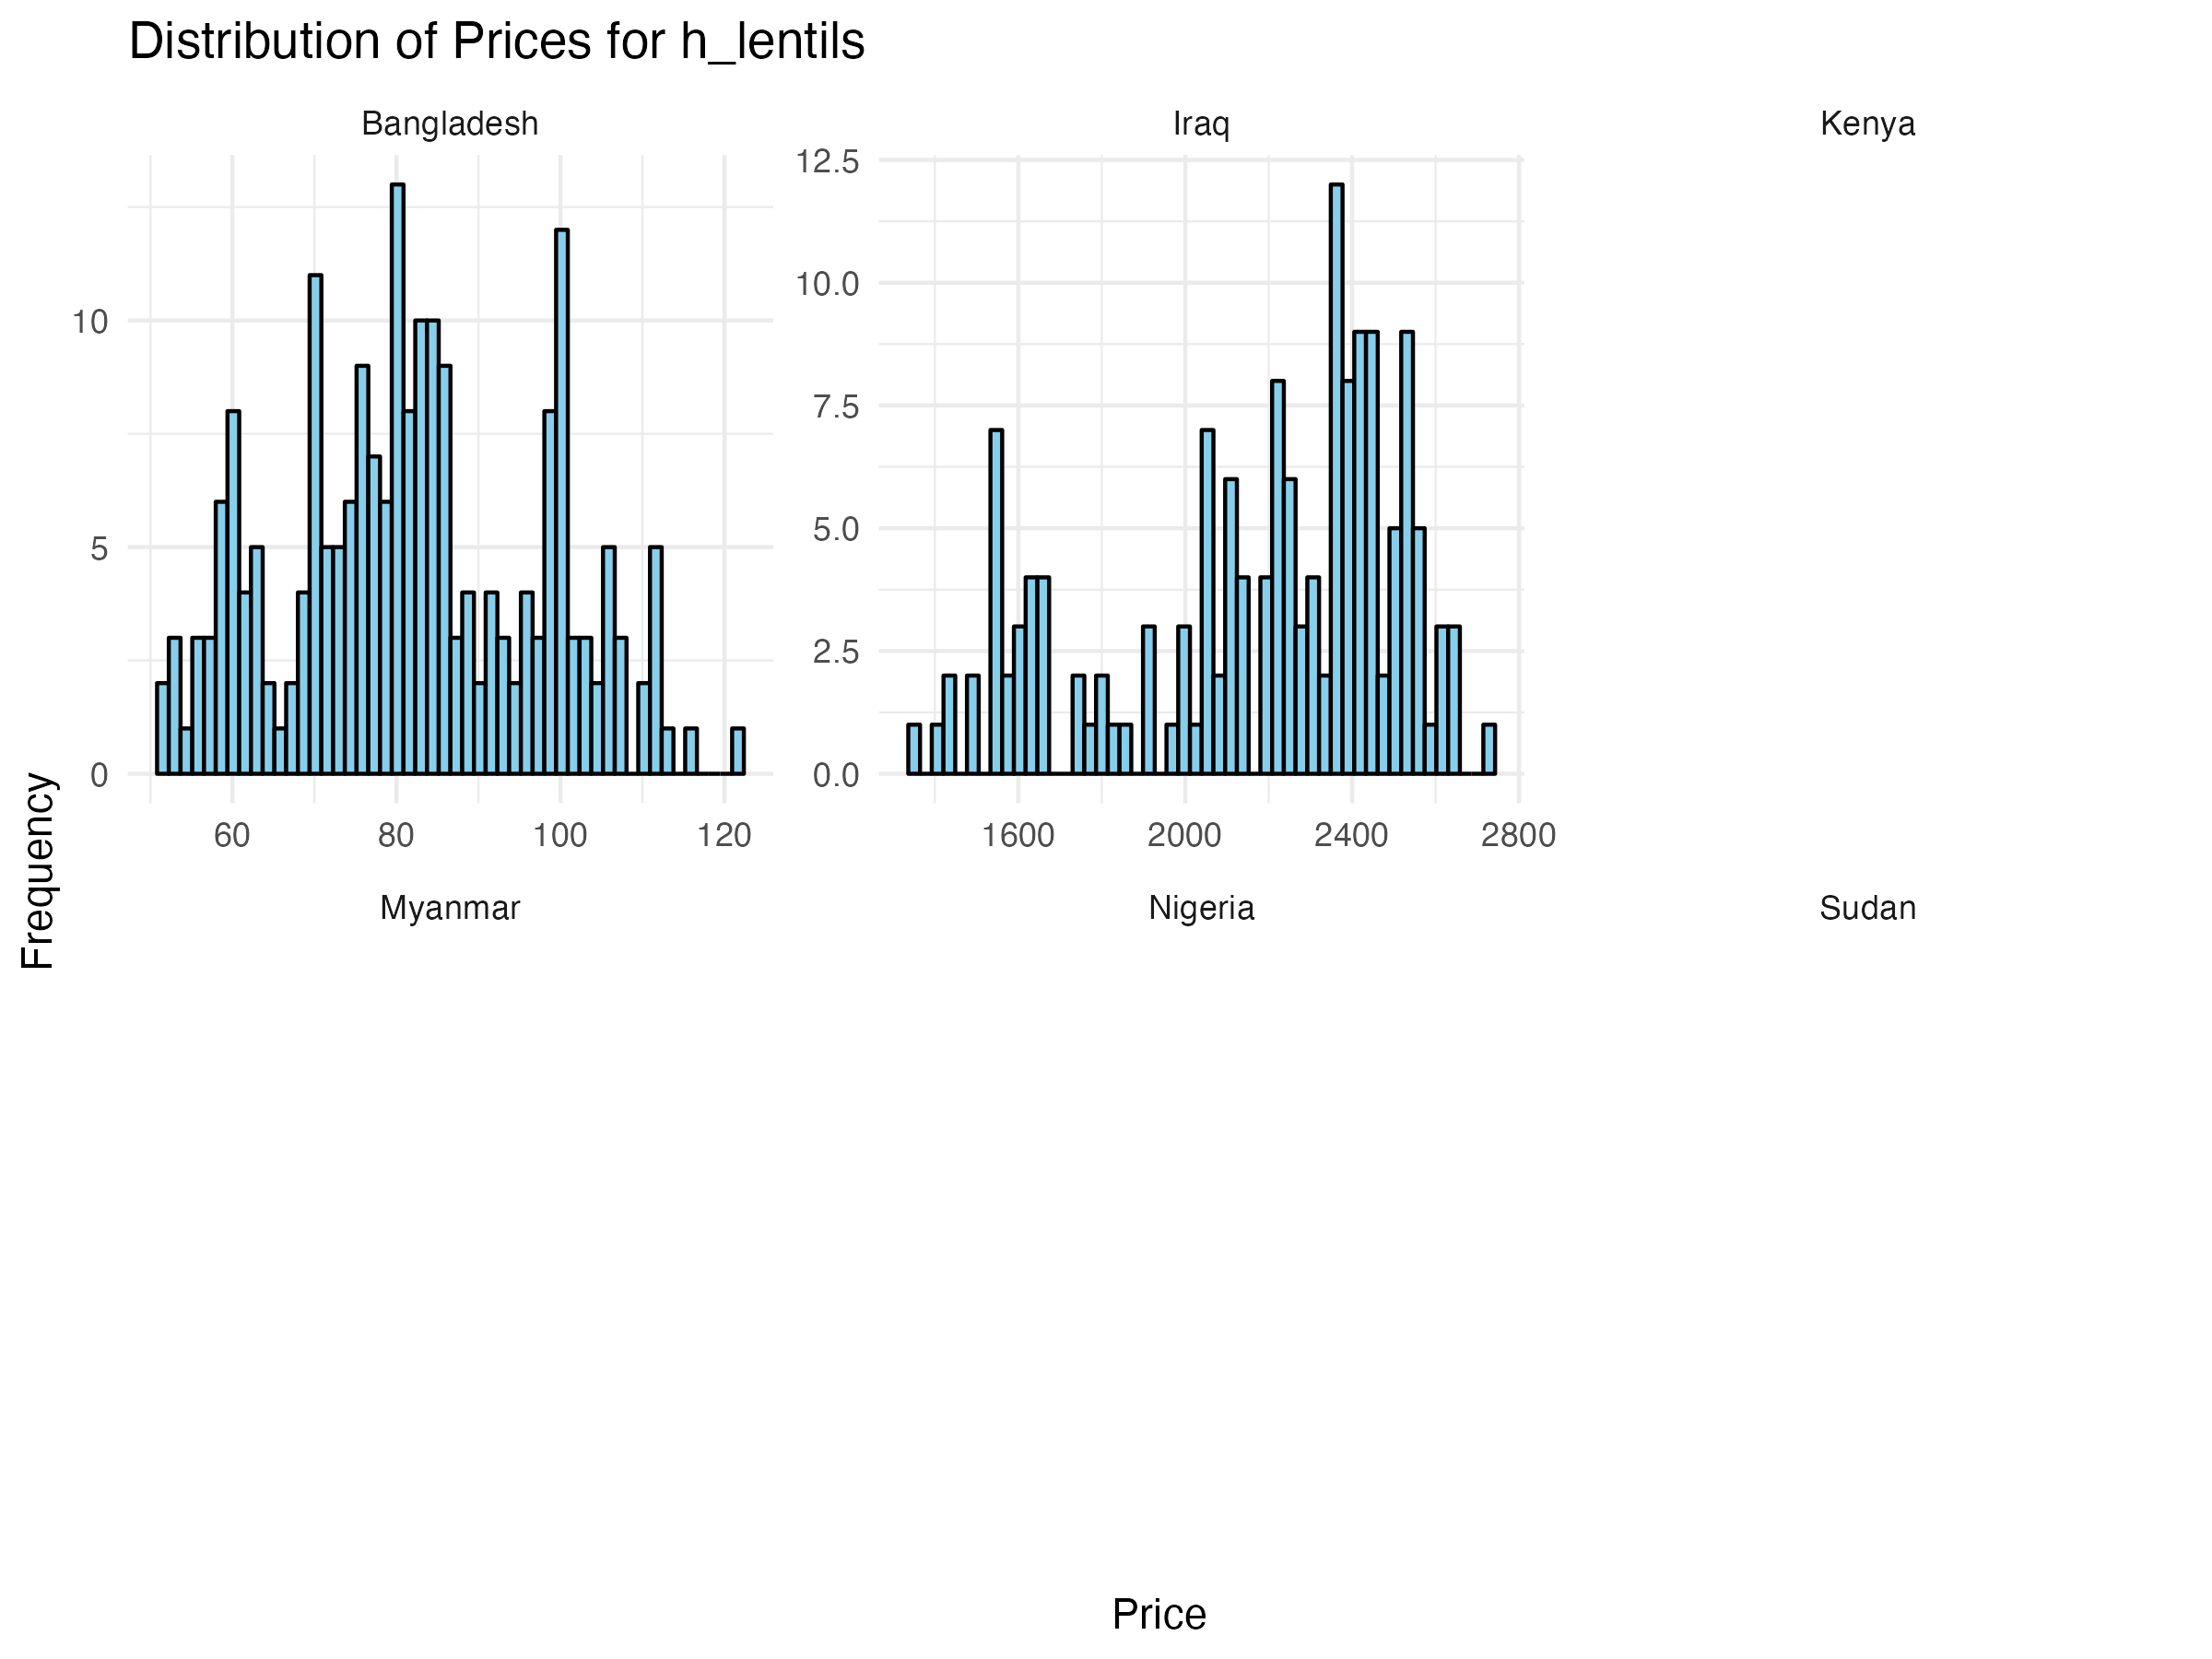 Distribution of Prices for h_lentils
Bangladesh
Iraq
Kenya
12.5
10.0
7.5
5.0
2.5
0.0
10
5
0
60 80 100 120
1600 2000 2400 2800
Myanmar
Nigeria
Sudan
Frequency
Price